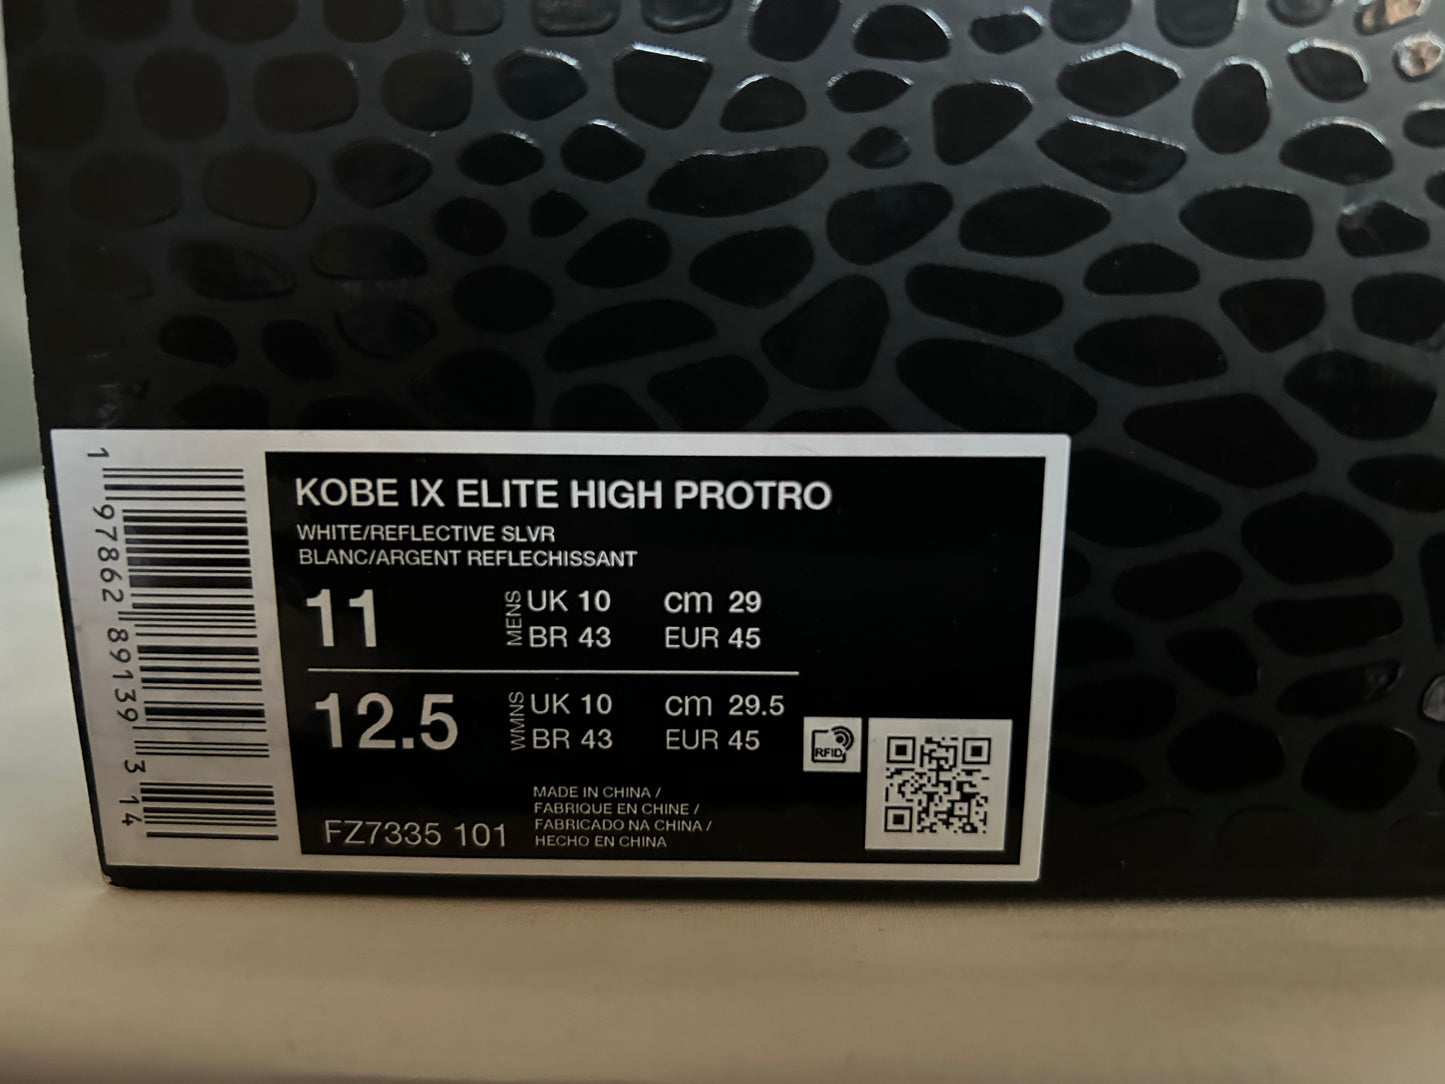 KOBE IX ELITE HIGH PROTRO
WHITE/REFLECTIVE SLVR
BLANC/ARGENT REFLECHISSANT
11 MENS UK 10 cm 29
BR 43 EUR 45
12.5 WMNS UK 10 cm 29.5
BR 43 EUR 45
RFID
MADE IN CHINA /
FABRIQUE EN CHINE /
FABRICADO NA CHINA /
HECHO EN CHINA
FZ7335 101
1 97862 89139 3 14